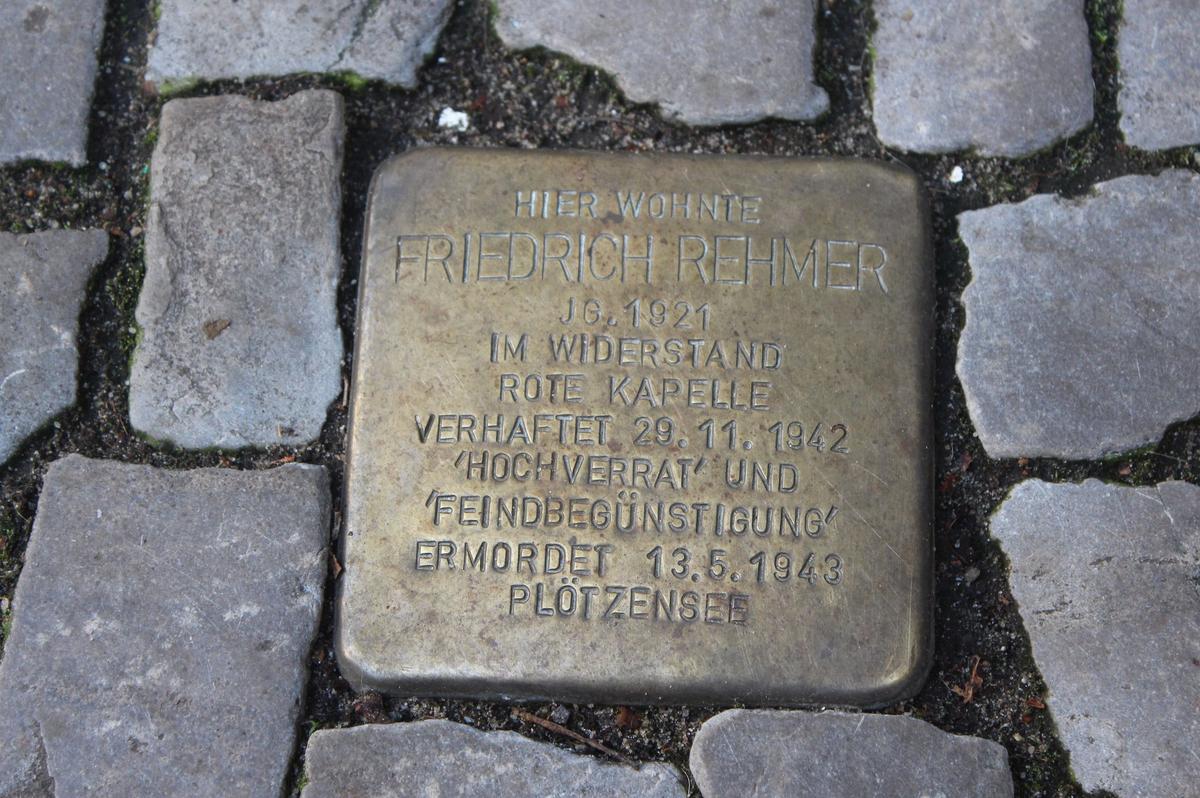 HIER WOHNTE
FRIEDRICH REHMER
JG. 1921
IM WIDERSTAND
ROTE KAPELLE
VERHAFTET 29.11.1942
'HOCHVERRAT' UND
'FEINDBEGÜNSTIGUNG'
ERMORDET 13.5.1943
PLÖTZENSEE